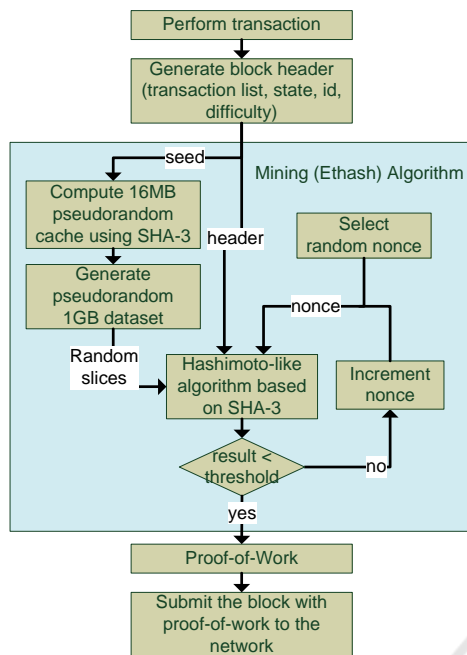 Perform transaction
Generate block header
(transaction list, state, id,
difficulty)
Mining (Ethash) Algorithm
seed
Compute 16MB
pseudorandom
cache using SHA-3
header
Select
random nonce
Generate
pseudorandom
1GB dataset
nonce
Random
slices
Hashimoto-like
algorithm based
on SHA-3
Increment
nonce
result <
threshold
no
yes
Proof-of-Work
Submit the block with
proof-of-work to the
network